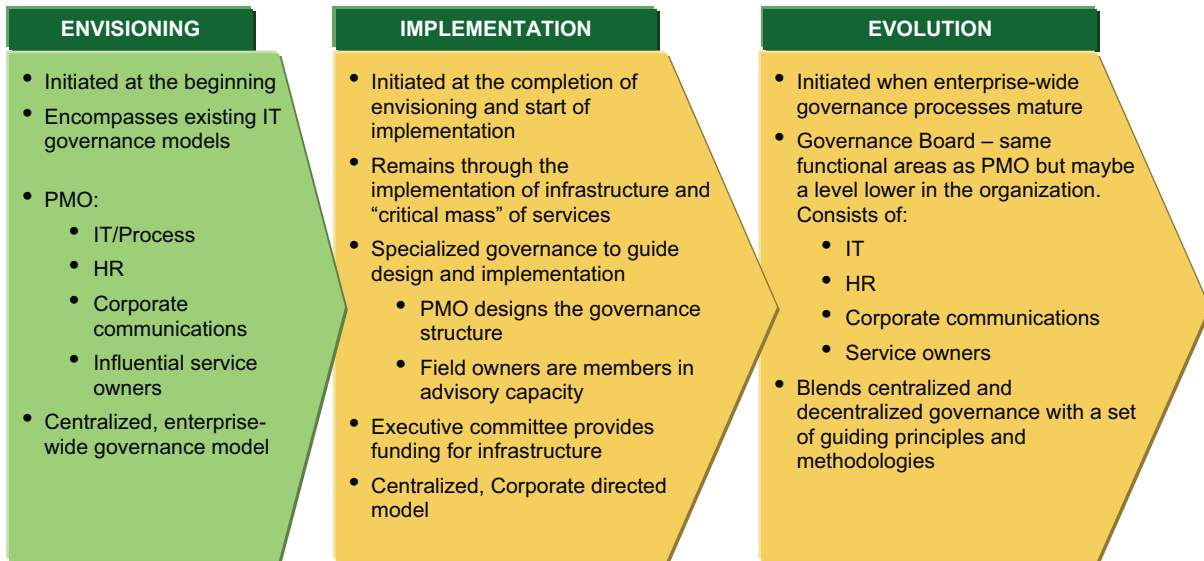 ENVISIONING
• Initiated at the beginning
• Encompasses existing IT
governance models
• PMO:
• IT/Process
• HR
• Corporate
communications
• Influential service
owners
• Centralized, enterprise-
wide governance model
IMPLEMENTATION
• Initiated at the completion of
envisioning and start of
implementation
• Remains through the
implementation of infrastructure and
“critical mass” of services
• Specialized governance to guide
design and implementation
• PMO designs the governance
structure
• Field owners are members in
advisory capacity
• Executive committee provides
funding for infrastructure
• Centralized, Corporate directed
model
EVOLUTION
• Initiated when enterprise-wide
governance processes mature
• Governance Board – same
functional areas as PMO but maybe
a level lower in the organization.
Consists of:
• IT
• HR
• Corporate communications
• Service owners
• Blends centralized and
decentralized governance with a set
of guiding principles and
methodologies